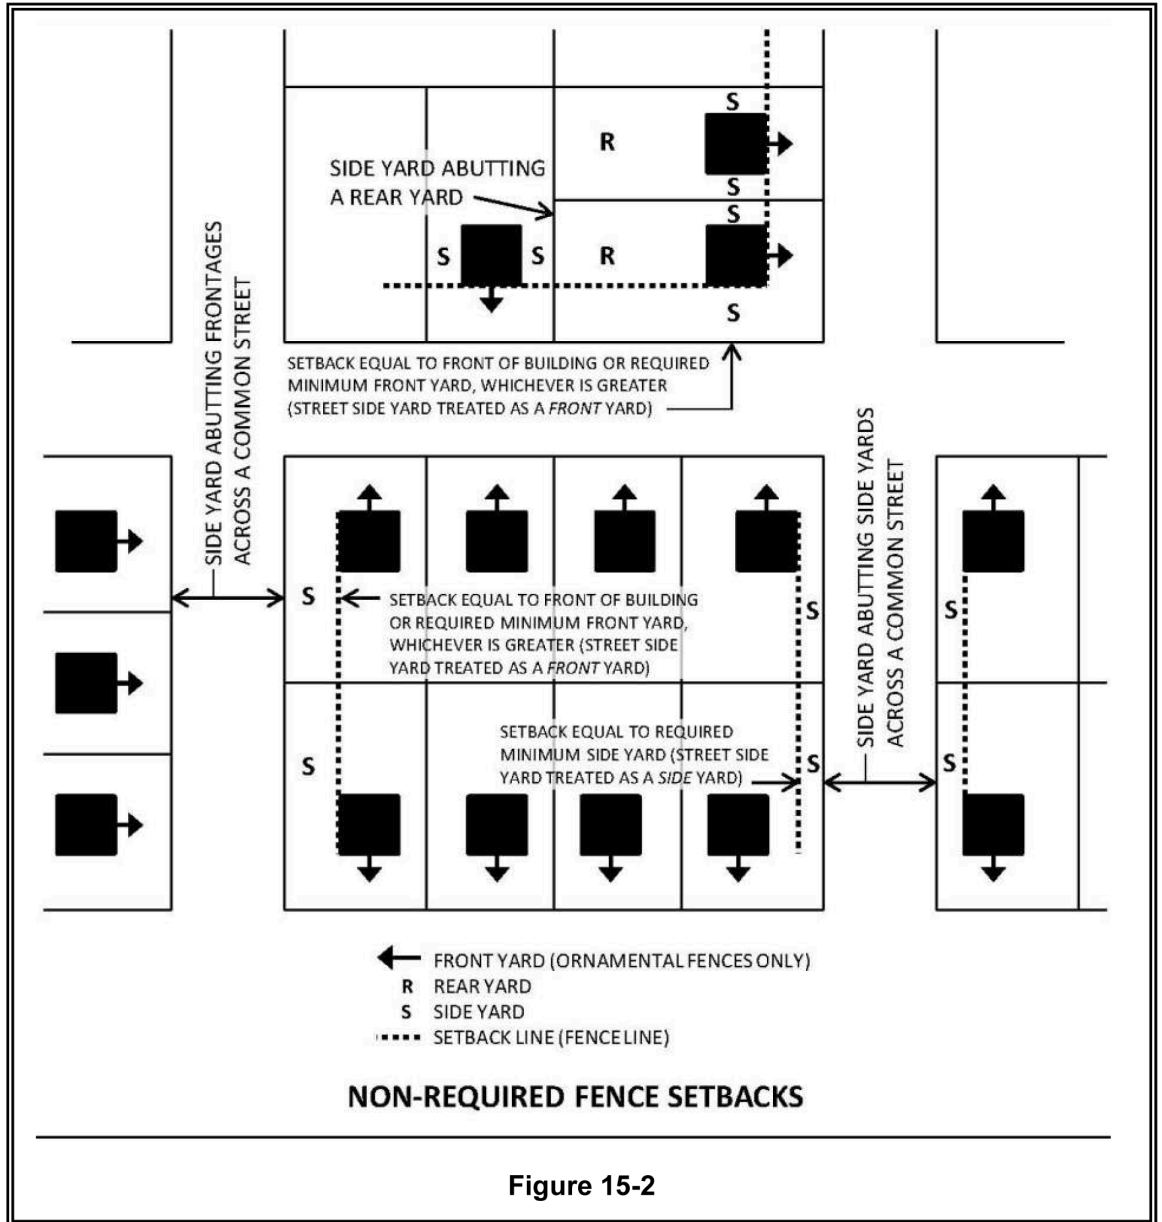 S
R
S
SIDE YARD ABUTTING
A REAR YARD
S
S
S
R
S
SIDE YARD ABUTTING FRONTAGES
ACROSS A COMMON STREET
SETBACK EQUAL TO FRONT OF BUILDING OR REQUIRED
MINIMUM FRONT YARD, WHICHEVER IS GREATER
(STREET SIDE YARD TREATED AS A FRONT YARD)
SIDE YARD ABUTTING SIDE YARDS
ACROSS A COMMON STREET
S
SETBACK EQUAL TO FRONT OF BUILDING
OR REQUIRED MINIMUM FRONT YARD,
WHICHEVER IS GREATER (STREET SIDE
YARD TREATED AS A FRONT YARD)
S
S
SETBACK EQUAL TO REQUIRED
MINIMUM SIDE YARD (STREET SIDE
YARD TREATED AS A SIDE YARD)
S
S
S
FRONT YARD (ORNAMENTAL FENCES ONLY)
R REAR YARD
S SIDE YARD
SETBACK LINE (FENCE LINE)
NON-REQUIRED FENCE SETBACKS
Figure 15-2